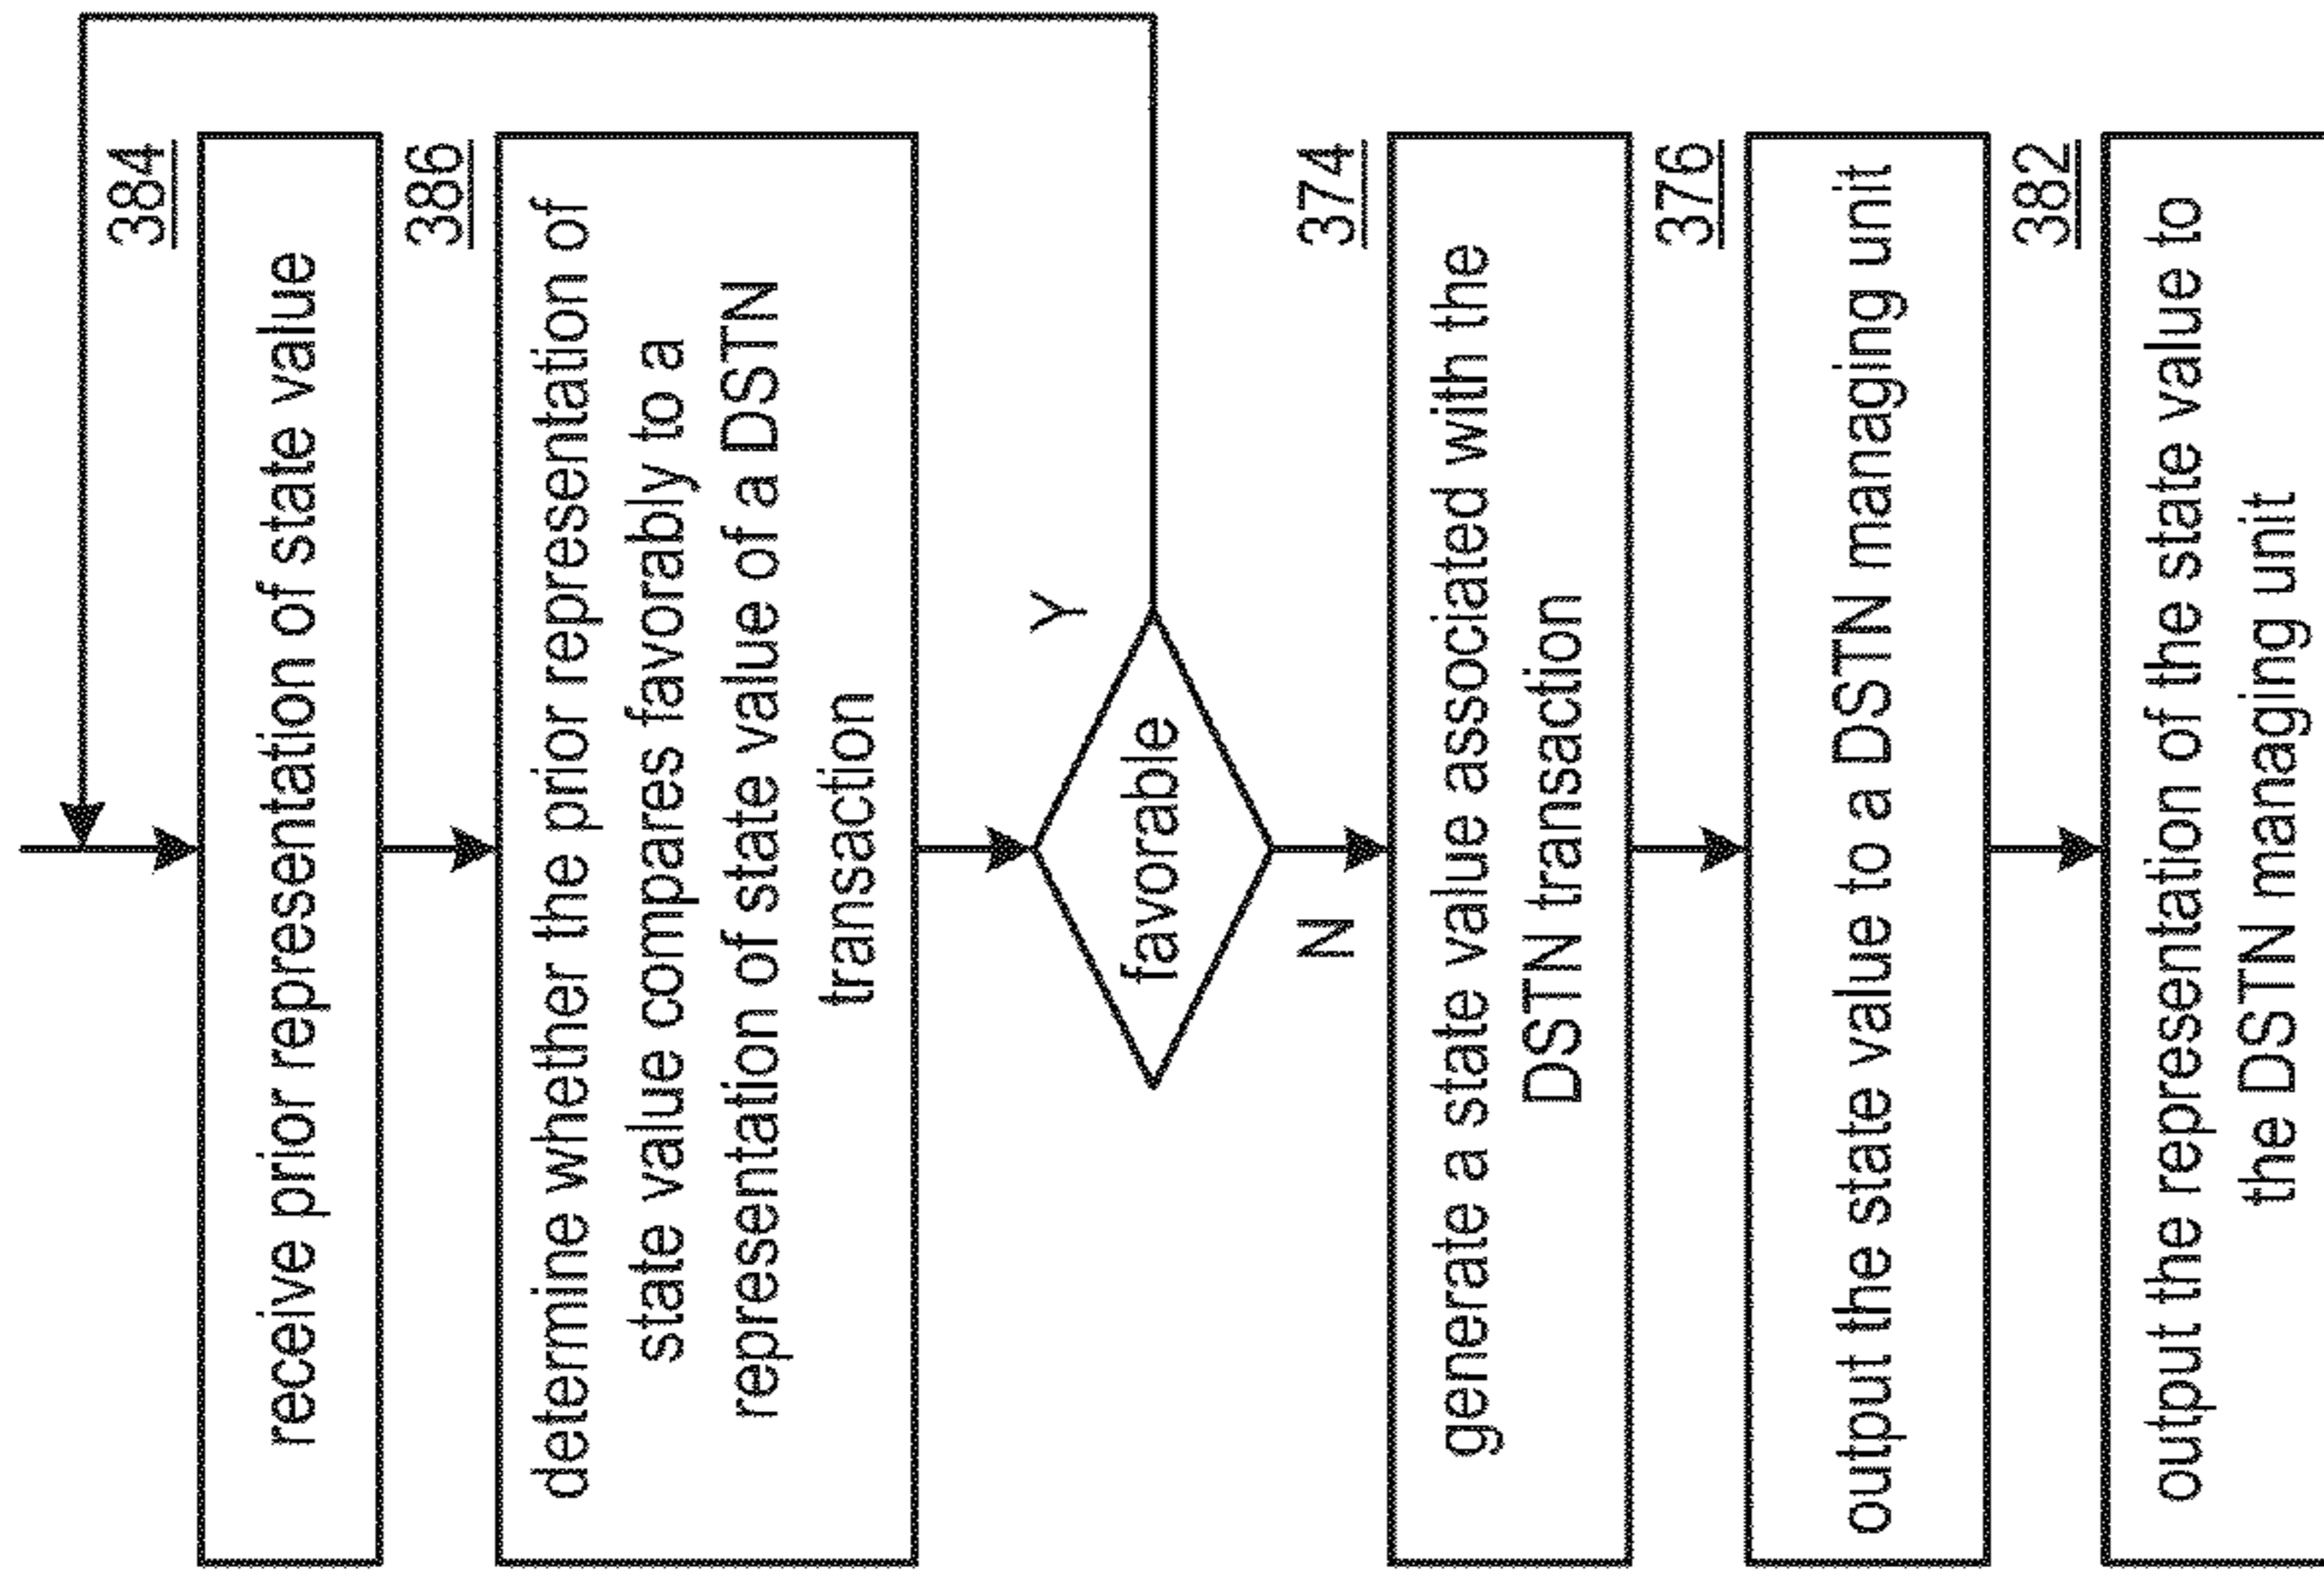 384
receive prior representation of state value
386
determine whether the prior representation of
state value compares favorably to a
representation of state value of a DSTN
transaction
favorable
Y
N
374
generate a state value associated with the
DSTN transaction
376
output the state value to a DSTN managing unit
382
output the representation of the state value to
the DSTN managing unit